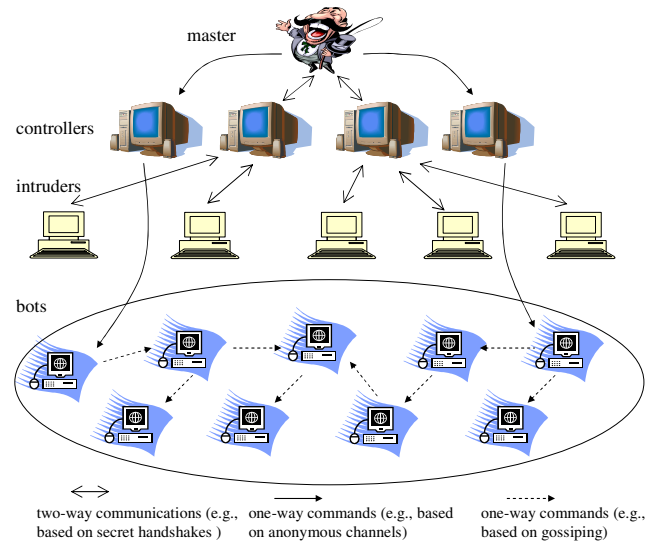 master
controllers
intruders
bots
two-way communications (e.g.,
based on secret handshakes )
one-way commands (e.g., based
on anonymous channels)
one-way commands (e.g.,
based on gossiping)